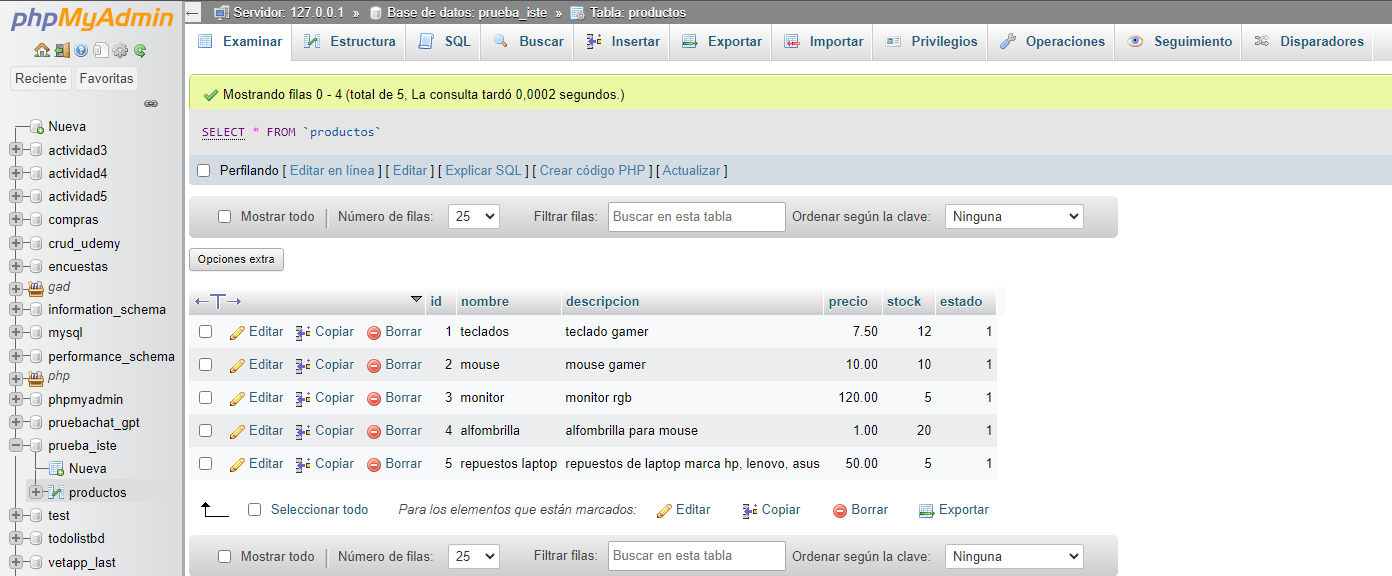 phpMyAdmin
Reciente Favoritas
Nueva
actividad3
actividad4
actividad5
compras
crud_udemy
encuestas
gad
information_schema
mysql
performance_schema
php
phpmyadmin
pruebachat_gpt
prueba_iste
Nueva
productos
test
todolistbd
vetapp_last
Servidor: 127.0.0.1 » Base de datos: prueba_iste » Tabla: productos
Examinar Estructura SQL Buscar Insertar Exportar Importar Privilegios Operaciones Seguimiento Disparadores
Mostrando filas 0 - 4 (total de 5, La consulta tardó 0,0002 segundos.)
SELECT * FROM `productos`
Perfilando [ Editar en línea ] [ Editar ] [ Explicar SQL ] [ Crear código PHP ] [ Actualizar ]
Mostrar todo | Número de filas: 25 Filtrar filas: Buscar en esta tabla Ordenar según la clave: Ninguna
Opciones extra
←T→ id nombre descripcion precio stock estado
Editar Copiar Borrar 1 teclados teclado gamer 7.50 12 1
Editar Copiar Borrar 2 mouse mouse gamer 10.00 10 1
Editar Copiar Borrar 3 monitor monitor rgb 120.00 5 1
Editar Copiar Borrar 4 alfombrilla alfombrilla para mouse 1.00 20 1
Editar Copiar Borrar 5 repuestos laptop repuestos de laptop marca hp, lenovo, asus 50.00 5 1
Seleccionar todo Para los elementos que están marcados: Editar Copiar Borrar Exportar
Mostrar todo | Número de filas: 25 Filtrar filas: Buscar en esta tabla Ordenar según la clave: Ninguna